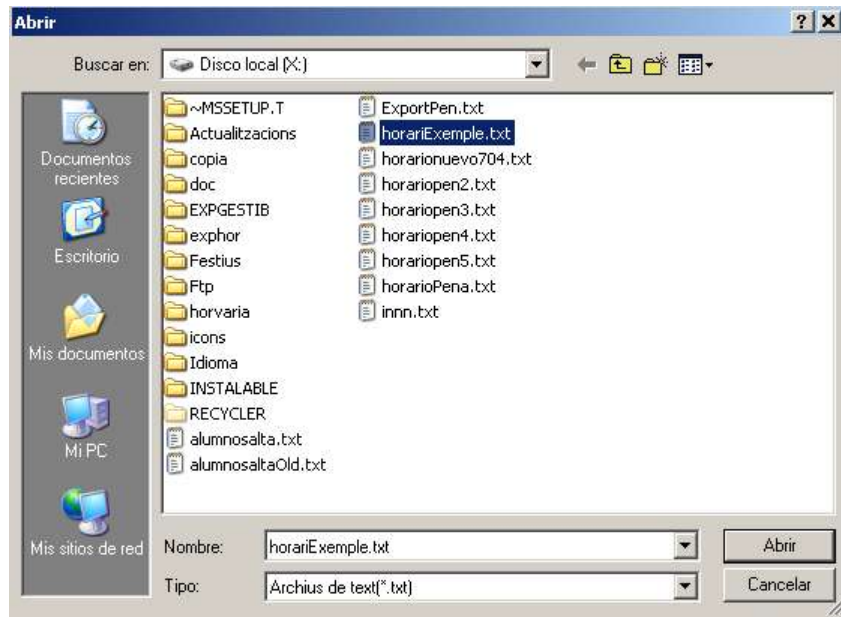 Abrir
Buscar en: Disco local (X:)
Documentos
recientes
Escritorio
Mis documentos
Mi PC
Mis sitios de red
~MSSETUP.T
Actualitzacions
copia
doc
EXPGESTIB
exphor
Festius
Ftp
horvaria
icons
Idioma
INSTALABLE
RECYCLER
alumnosalta.txt
alumnosaltaOld.txt
ExportPen.txt
horariExemple.txt
horarionuevo704.txt
horariopen2.txt
horariopen3.txt
horariopen4.txt
horariopen5.txt
horarioPena.txt
innn.txt
Nombre: horariExemple.txt Abrir
Tipo: Archius de text(*.txt) Cancelar